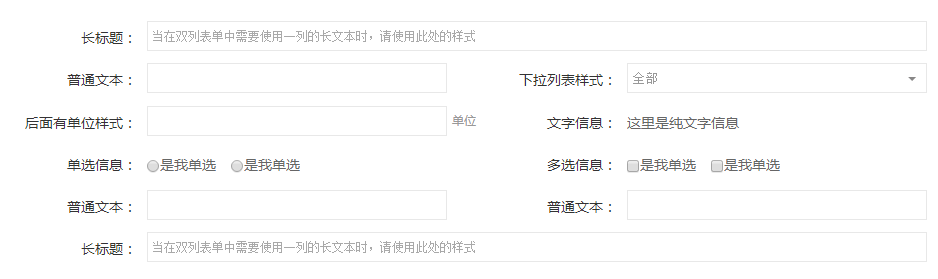 长标题： 当在双列表单中需要使用一列的长文本时，请使用此处的样式
普通文本： 下拉列表样式： 全部
后面有单位样式： 单位 文字信息： 这里是纯文字信息
单选信息： 是我单选 是我单选 多选信息： 是我单选 是我单选
普通文本： 普通文本：
长标题： 当在双列表单中需要使用一列的长文本时，请使用此处的样式